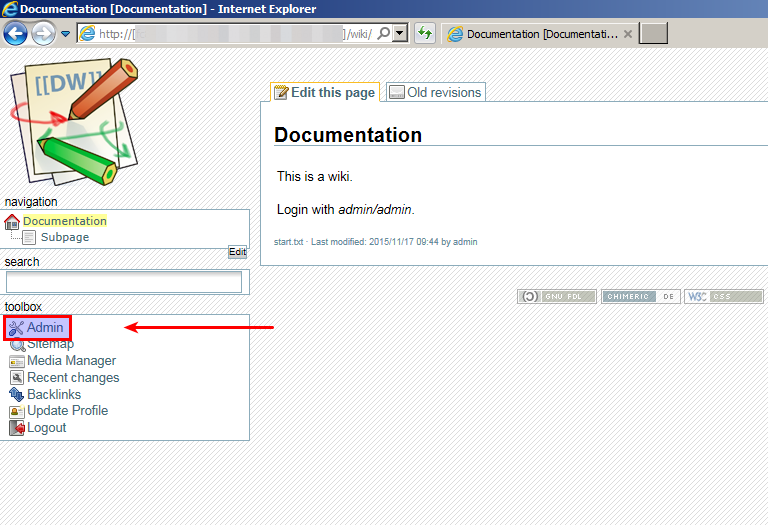 Documentation [Documentation] - Internet Explorer
http://[ ]/wiki/
Documentation [Documentati...
[[DW]]
Edit this page
Old revisions
Documentation
This is a wiki.
Login with admin/admin.
start.txt · Last modified: 2015/11/17 09:44 by admin
navigation
Documentation
Subpage
Edit
search
GNU FDL
CHIMERIC DE
W3C CSS
toolbox
Admin
Sitemap
Media Manager
Recent changes
Backlinks
Update Profile
Logout